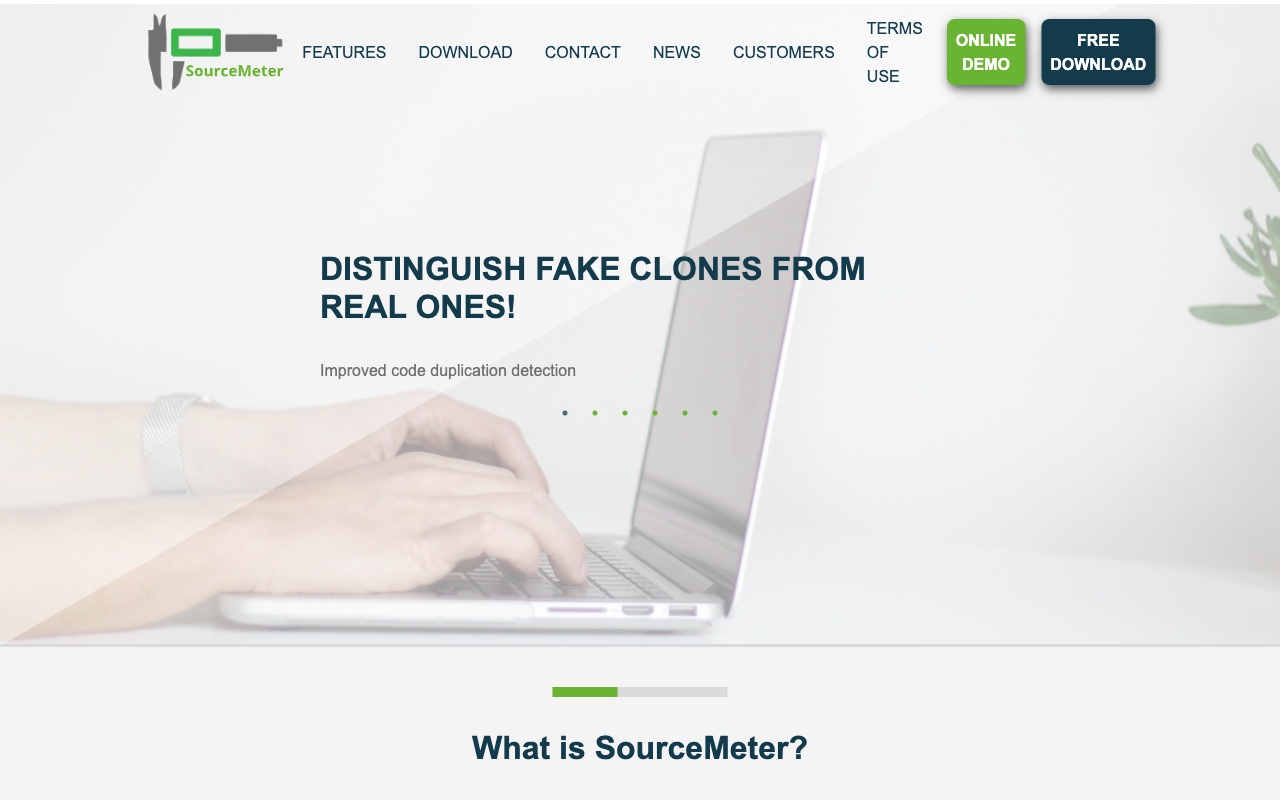 SourceMeter
FEATURES
DOWNLOAD
CONTACT
NEWS
CUSTOMERS
TERMS
OF
USE
ONLINE
DEMO
FREE
DOWNLOAD
DISTINGUISH FAKE CLONES FROM
REAL ONES!
Improved code duplication detection
What is SourceMeter?